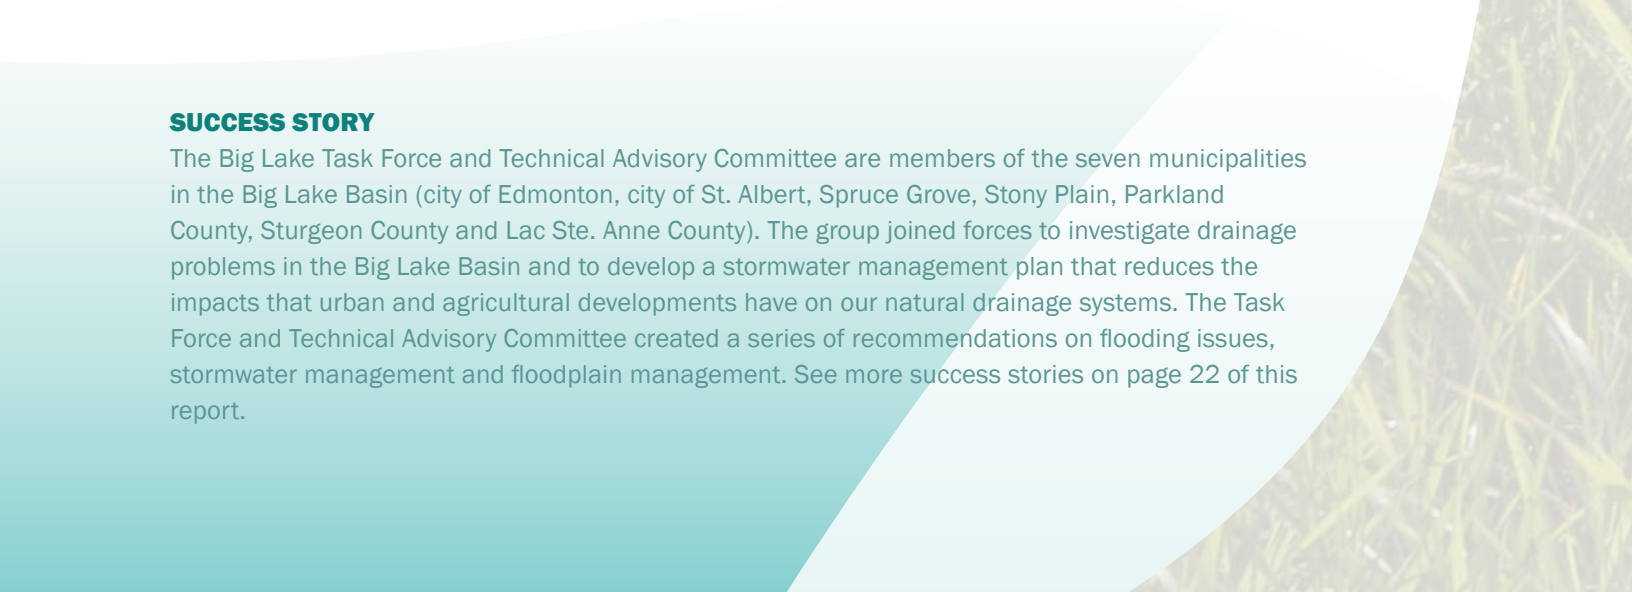 SUCCESS STORY
The Big Lake Task Force and Technical Advisory Committee are members of the seven municipalities
in the Big Lake Basin (city of Edmonton, city of St. Albert, Spruce Grove, Stony Plain, Parkland
County, Sturgeon County and Lac Ste. Anne County). The group joined forces to investigate drainage
problems in the Big Lake Basin and to develop a stormwater management plan that reduces the
impacts that urban and agricultural developments have on our natural drainage systems. The Task
Force and Technical Advisory Committee created a series of recommendations on flooding issues,
stormwater management and floodplain management. See more success stories on page 22 of this
report.